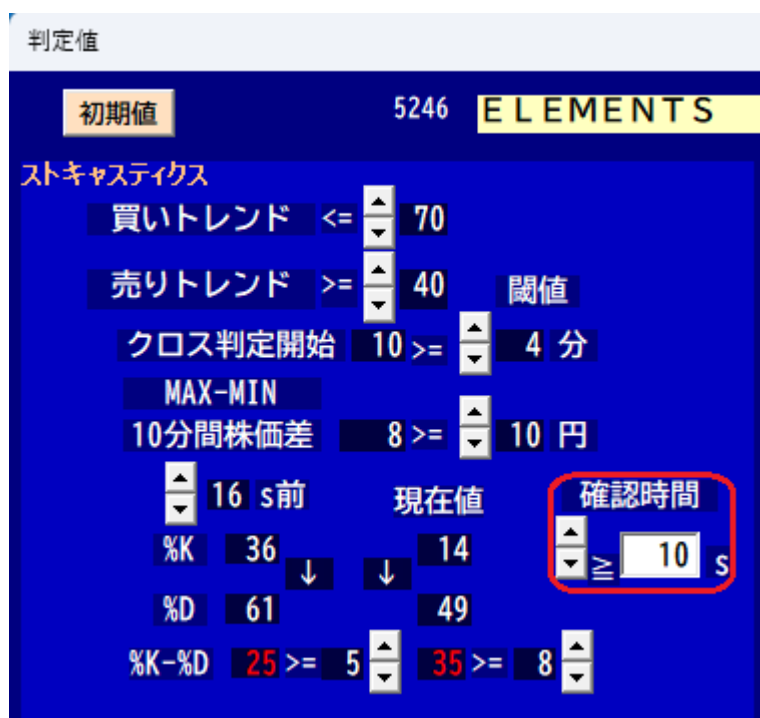 判定値
初期値 5246 ELEMENTS
ストキャスティクス
買いトレンド <= 70
売りトレンド >= 40 閾値
クロス判定開始 10 >= 4 分
MAX-MIN
10分間株価差 8 >= 10 円
16 s前 現在値 確認時間
≧ 10 s
%K 36 ↓ ↓ 14
%D 61 49
%K-%D 25 >= 5 35 >= 8